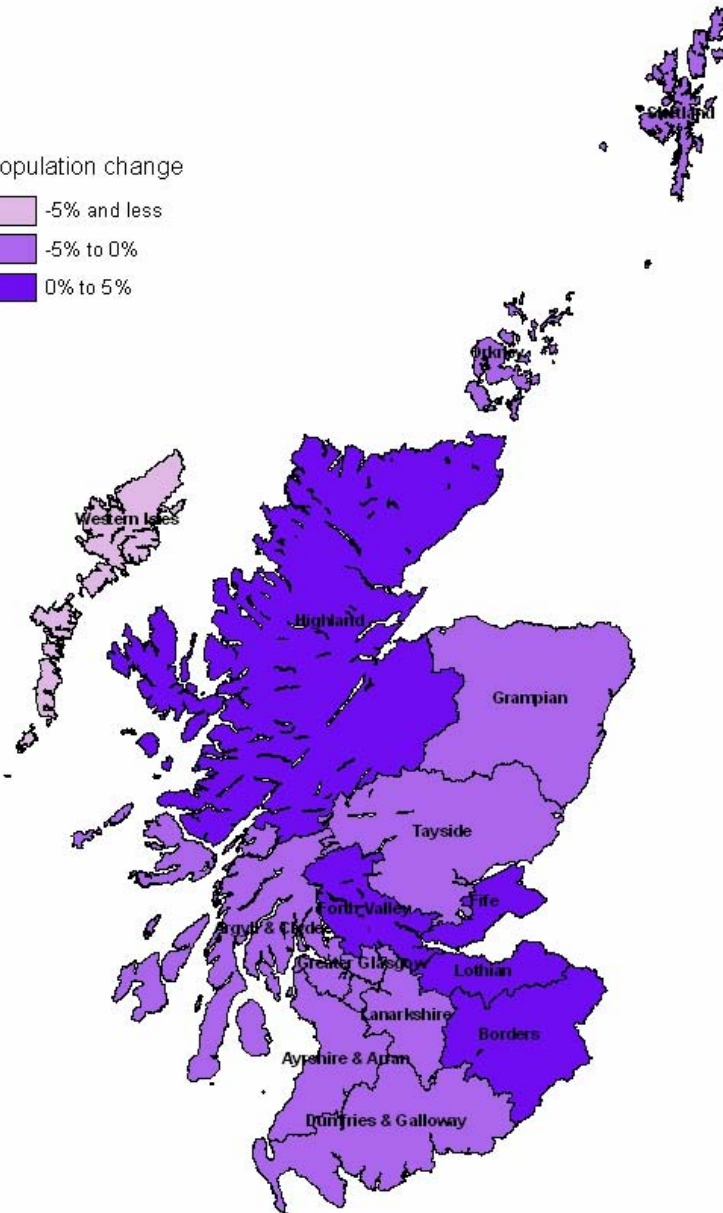 Shetland
opulation change
-5% and less
-5% to 0%
0% to 5%
Orkney
Western Isles
Highland
Grampian
Tayside
Fife
Forth Valley
Argyll & Clyde
Greater Glasgow
Lothian
Lanarkshire
Borders
Ayrshire & Arran
Dumfries & Galloway